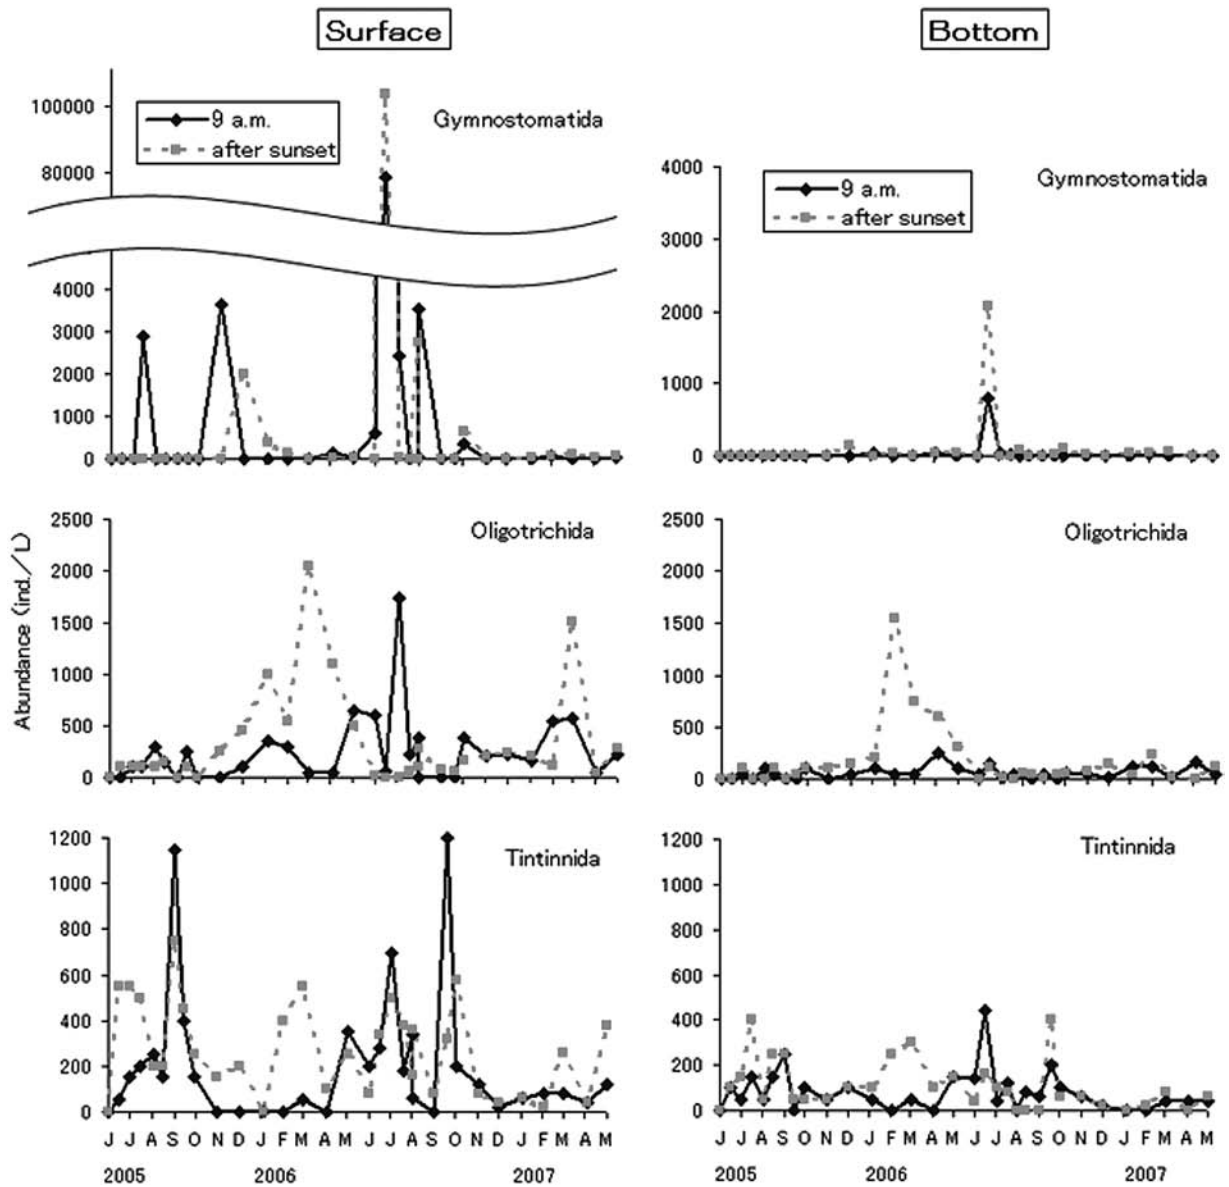 Surface
Bottom
100000
80000
4000
3000
2000
1000
0
9 a.m.
after sunset
Gymnostomatida
4000
3000
2000
1000
0
9 a.m.
after sunset
Gymnostomatida
Abundance (ind./L)
2500
2000
1500
1000
500
0
Oligotrichida
2500
2000
1500
1000
500
0
Oligotrichida
1200
1000
800
600
400
200
0
Tintinnida
J J A S O N D J F M A M J J A S O N D J F M A M
2005 2006 2007
1200
1000
800
600
400
200
0
Tintinnida
J J A S O N D J F M A M J J A S O N D J F M A M
2005 2006 2007